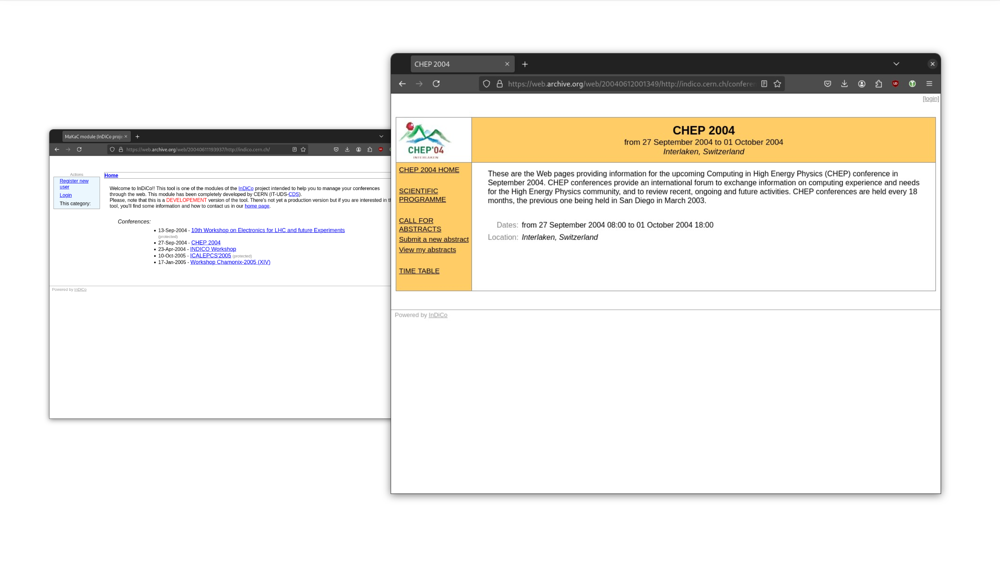 MaKaC module (InDiCo proje
https://web.archive.org/web/20040611193937/http://indico.cern.ch/
Actions
Register new
user
Login
This category:
Home
Welcome to InDiCo!! This tool is one of the modules of the InDiCo project intended to help you to manage your conferences
through the web. This module has been completely developed by CERN (IT-UDS-CDS).
Please, note that this is a DEVELOPEMENT version of the tool. There's not yet a production version but if you are interested in
tool, you'll find some information and how to contact us in our home page.
Conferences:
13-Sep-2004 - 10th Workshop on Electronics for LHC and future Experiments
(protected)
27-Sep-2004 - CHEP 2004
23-Apr-2004 - INDICO Workshop
10-Oct-2005 - ICALEPCS'2005 (protected)
17-Jan-2005 - Workshop Chamonix-2005 (XIV)
Powered by InDiCo
CHEP 2004
https://web.archive.org/web/20040612001349/http://indico.cern.ch/conferen
[login]
CHEP'04
INTERLAKEN
CHEP 2004
from 27 September 2004 to 01 October 2004
Interlaken, Switzerland
CHEP 2004 HOME
SCIENTIFIC
PROGRAMME
CALL FOR
ABSTRACTS
Submit a new abstract
View my abstracts
TIME TABLE
These are the Web pages providing information for the upcoming Computing in High Energy Physics (CHEP) conference in
September 2004. CHEP conferences provide an international forum to exchange information on computing experience and needs
for the High Energy Physics community, and to review recent, ongoing and future activities. CHEP conferences are held every 18
months, the previous one being held in San Diego in March 2003.
Dates: from 27 September 2004 08:00 to 01 October 2004 18:00
Location: Interlaken, Switzerland
Powered by InDiCo